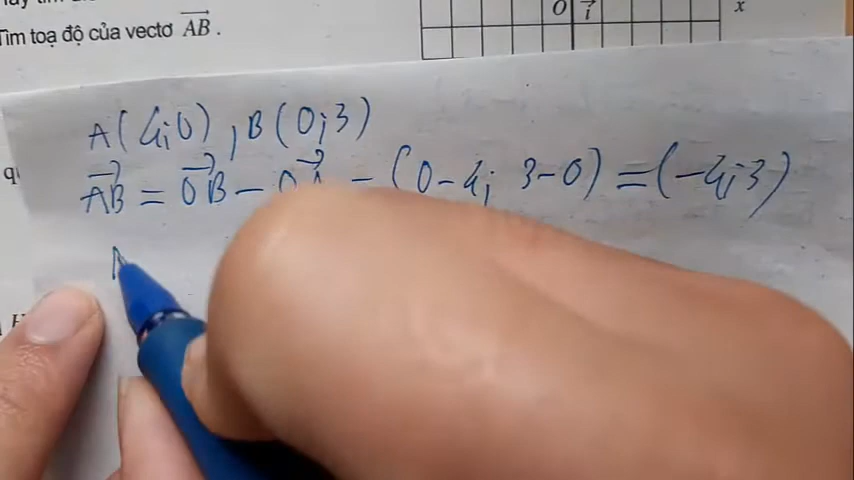 O i x
Tìm toạ độ của vectơ AB .
A(4;0), B(0;3)
AB = OB - OA = (0-4; 3-0) = (-4;3)